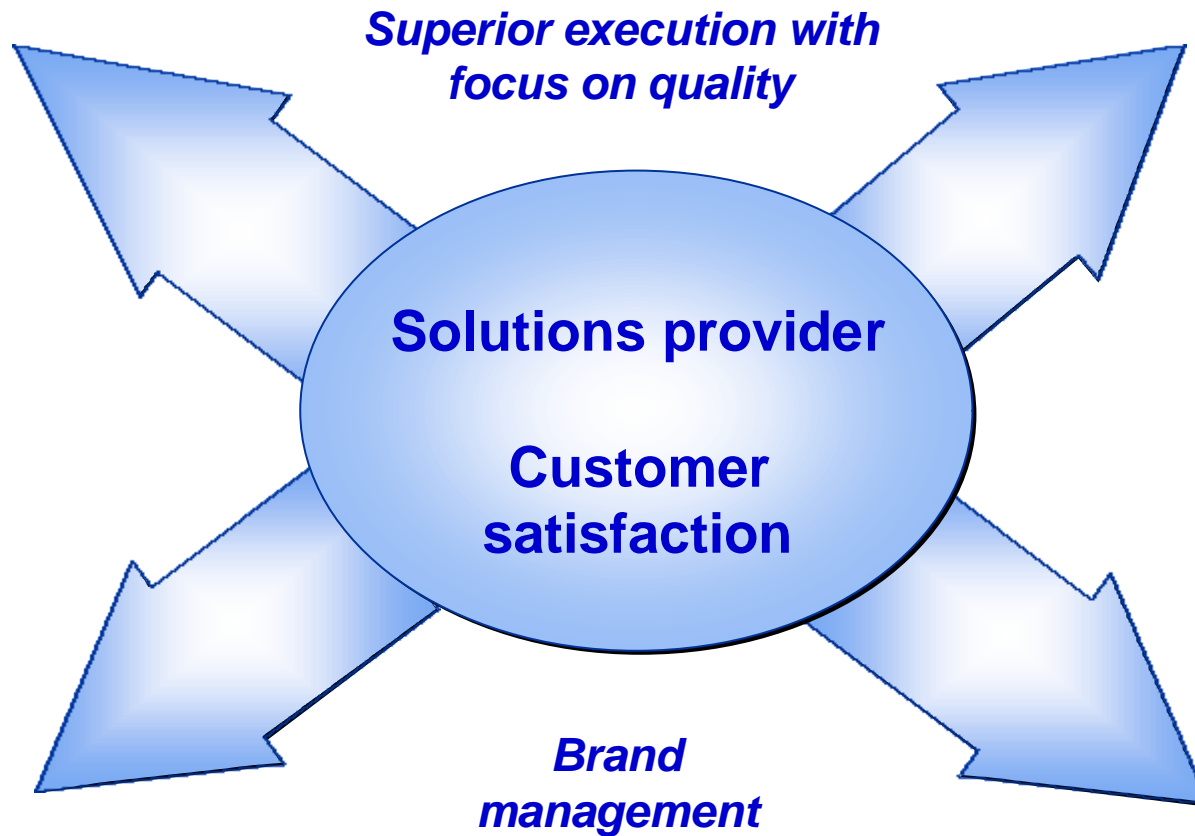 Superior execution with
focus on quality
Solutions provider
Customer
satisfaction
Brand
management